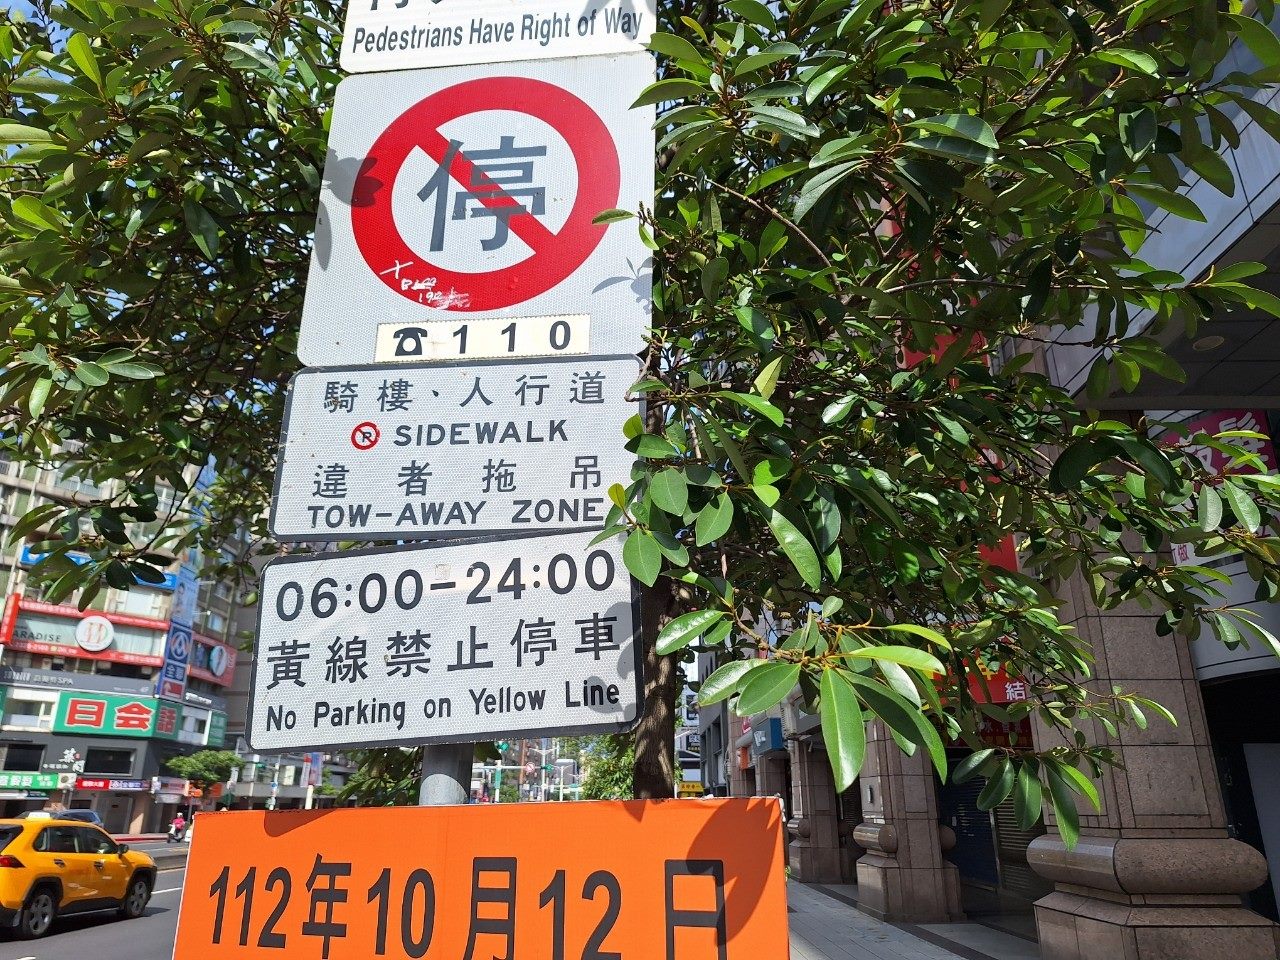 Pedestrians Have Right of Way
停
☎110
騎樓、人行道
SIDEWALK
違者拖吊
TOW-AWAY ZONE
06:00-24:00
黃線禁止停車
No Parking on Yellow Line
112年10月12日
日会話
結